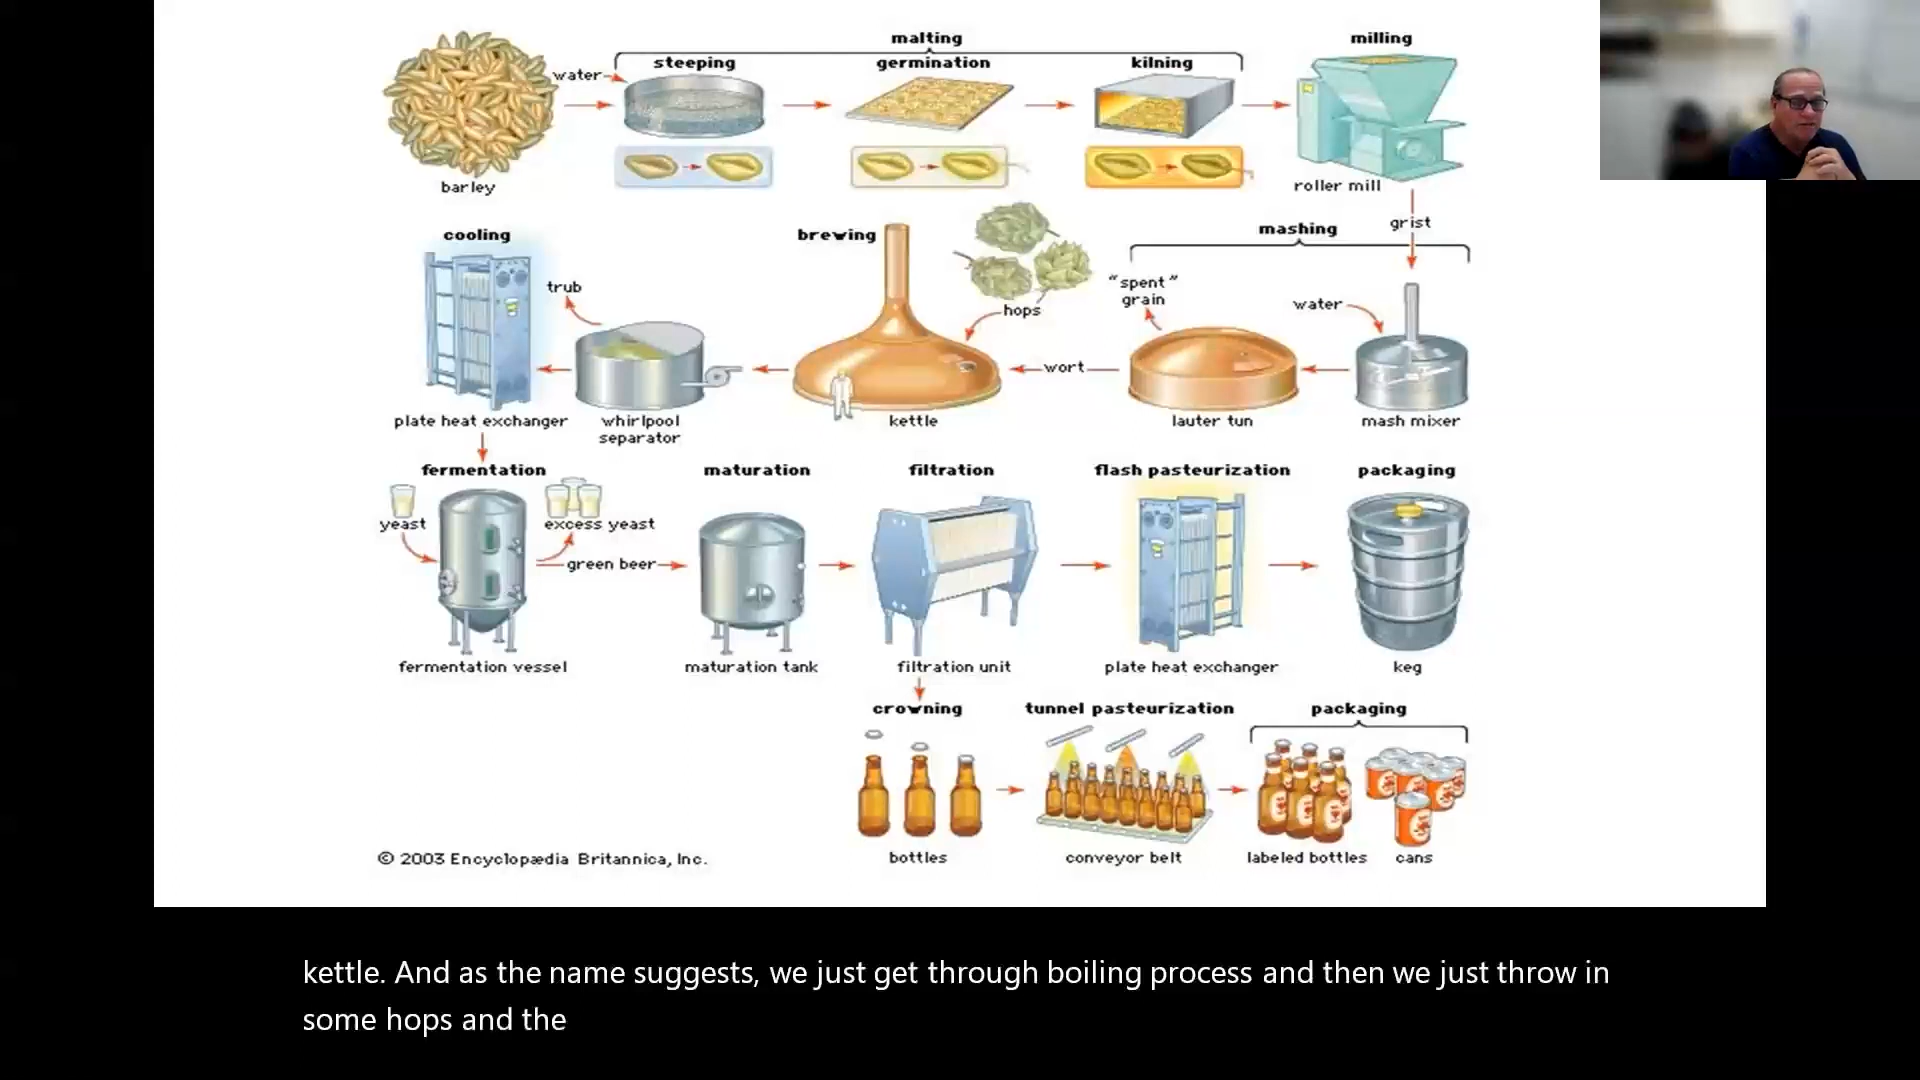 malting
milling
steeping
germination
kilning
water
barley
roller mill
grist
cooling
brewing
mashing
trub
hops
"spent"
grain
water
wort
plate heat exchanger
whirlpool
separator
kettle
lauter tun
mash mixer
fermentation
maturation
filtration
flash pasteurization
packaging
yeast
excess yeast
green beer
fermentation vessel
maturation tank
filtration unit
plate heat exchanger
keg
crowning
tunnel pasteurization
packaging
bottles
conveyor belt
labeled bottles
cans
© 2003 Encyclopædia Britannica, Inc.
kettle. And as the name suggests, we just get through boiling process and then we just throw in
some hops and the